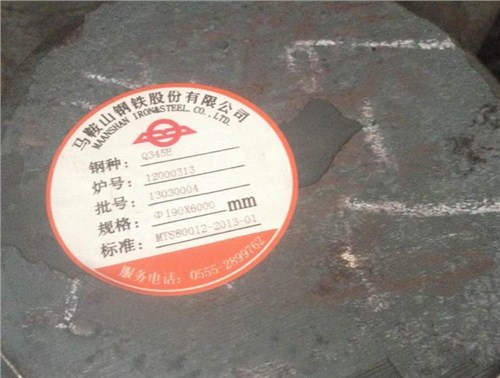 马鞍山钢铁股份有限公司
MAANSHAN IRON&STEEL.CO.,LTD.
钢种: Q345E
炉号: 12000313
批号: 13030004
规格: Φ190X6000 mm
标准: MTS80012-2013-01
服务电话: 0555-2899762